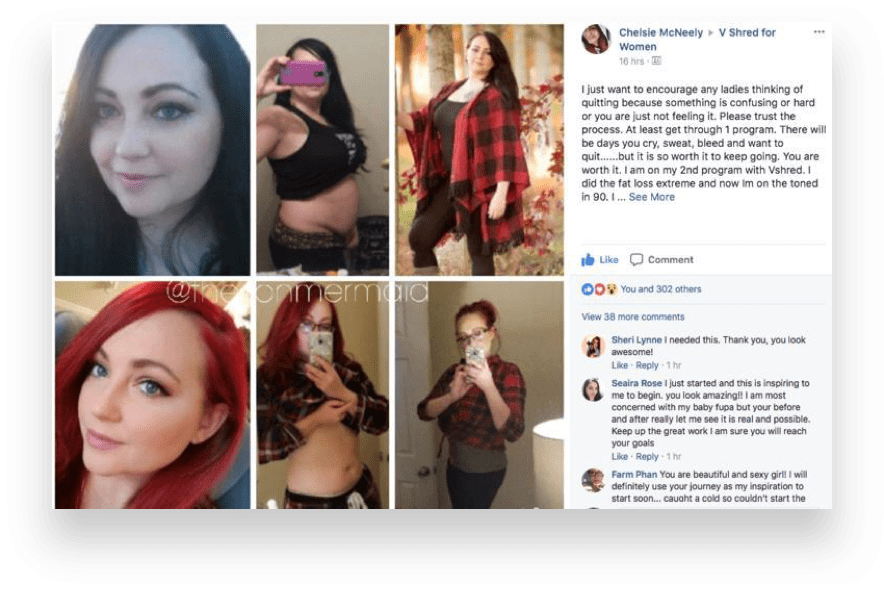 Chelsie McNeely ▸ V Shred for
Women
16 hrs ·
I just want to encourage any ladies thinking of
quitting because something is confusing or hard
or you are just not feeling it. Please trust the
process. At least get through 1 program. There will
be days you cry, sweat, bleed and want to
quit......but it is so worth it to keep going. You are
worth it. I am on my 2nd program with Vshred. I
did the fat loss extreme and now Im on the toned
in 90. I ... See More
Like Comment
You and 302 others
View 38 more comments
Sheri Lynne I needed this. Thank you, you look
awesome!
Like · Reply · 1 hr
Seaira Rose I just started and this is inspiring to
me to begin. you look amazing!! I am most
concerned with my baby fupa but your before
and after really let me see it is real and possible.
Keep up the great work I am sure you will reach
your goals
Like · Reply · 1 hr
Farm Phan You are beautiful and sexy girl! I will
definitely use your journey as my inspiration to
start soon... caught a cold so couldn't start the